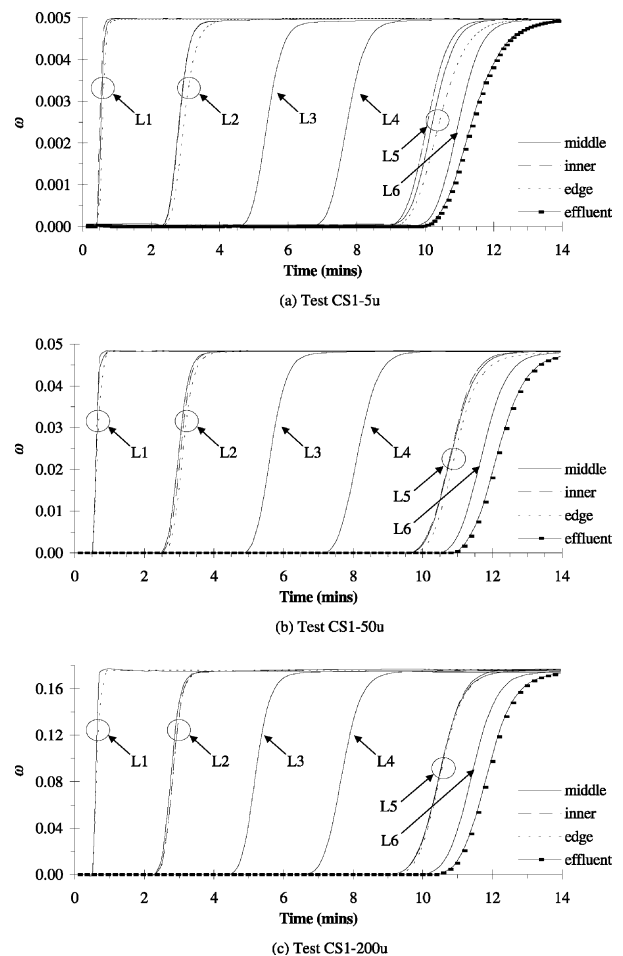 0.005
0.004
0.003
0.002
0.001
0.000
ω
L1
L2
L3
L4
L5
L6
middle
inner
edge
effluent
0 2 4 6 8 10 12 14
Time (mins)
(a) Test CS1-5u
0.05
0.04
0.03
0.02
0.01
0.00
ω
L1
L2
L3
L4
L5
L6
middle
inner
edge
effluent
0 2 4 6 8 10 12 14
Time (mins)
(b) Test CS1-50u
0.16
0.12
0.08
0.04
0.00
ω
L1
L2
L3
L4
L5
L6
middle
inner
edge
effluent
0 2 4 6 8 10 12 14
Time (mins)
(c) Test CS1-200u